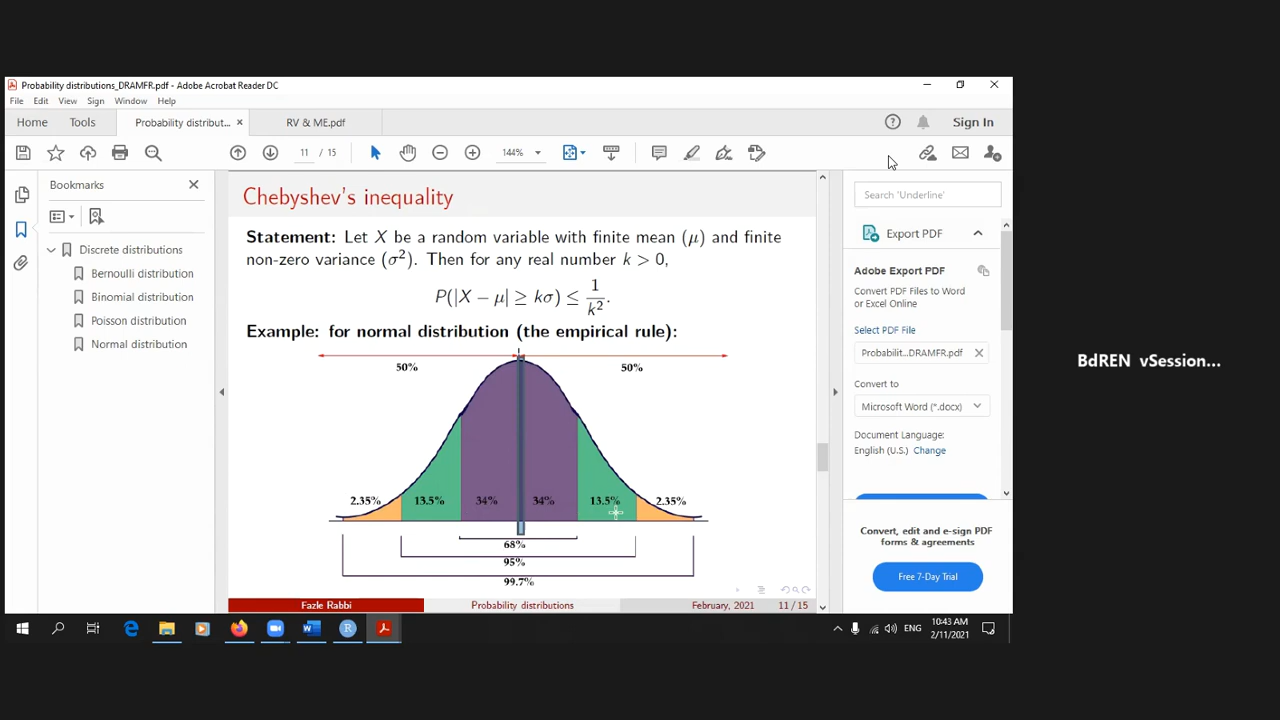 Probability distributions_DRAMFR.pdf - Adobe Acrobat Reader DC
File Edit View Sign Window Help
Home Tools Probability distribut... × RV & ME.pdf Sign In
11 / 15 144%
Bookmarks
Discrete distributions
Bernoulli distribution
Binomial distribution
Poisson distribution
Normal distribution
Chebyshev's inequality
Statement: Let X be a random variable with finite mean (μ) and finite
non-zero variance (σ²). Then for any real number k > 0,
P(|X − μ| ≥ kσ) ≤ 1/k².
Example: for normal distribution (the empirical rule):
50% 50%
2.35% 13.5% 34% 34% 13.5% 2.35%
68%
95%
99.7%
Fazle Rabbi Probability distributions February, 2021 11 / 15
Search 'Underline'
Export PDF
Adobe Export PDF
Convert PDF Files to Word
or Excel Online
Select PDF File
Probabilit...DRAMFR.pdf ×
Convert to
Microsoft Word (*.docx)
Document Language:
English (U.S.) Change
Convert, edit and e-sign PDF
forms & agreements
Free 7-Day Trial
BdREN vSession...
ENG 10:43 AM
2/11/2021